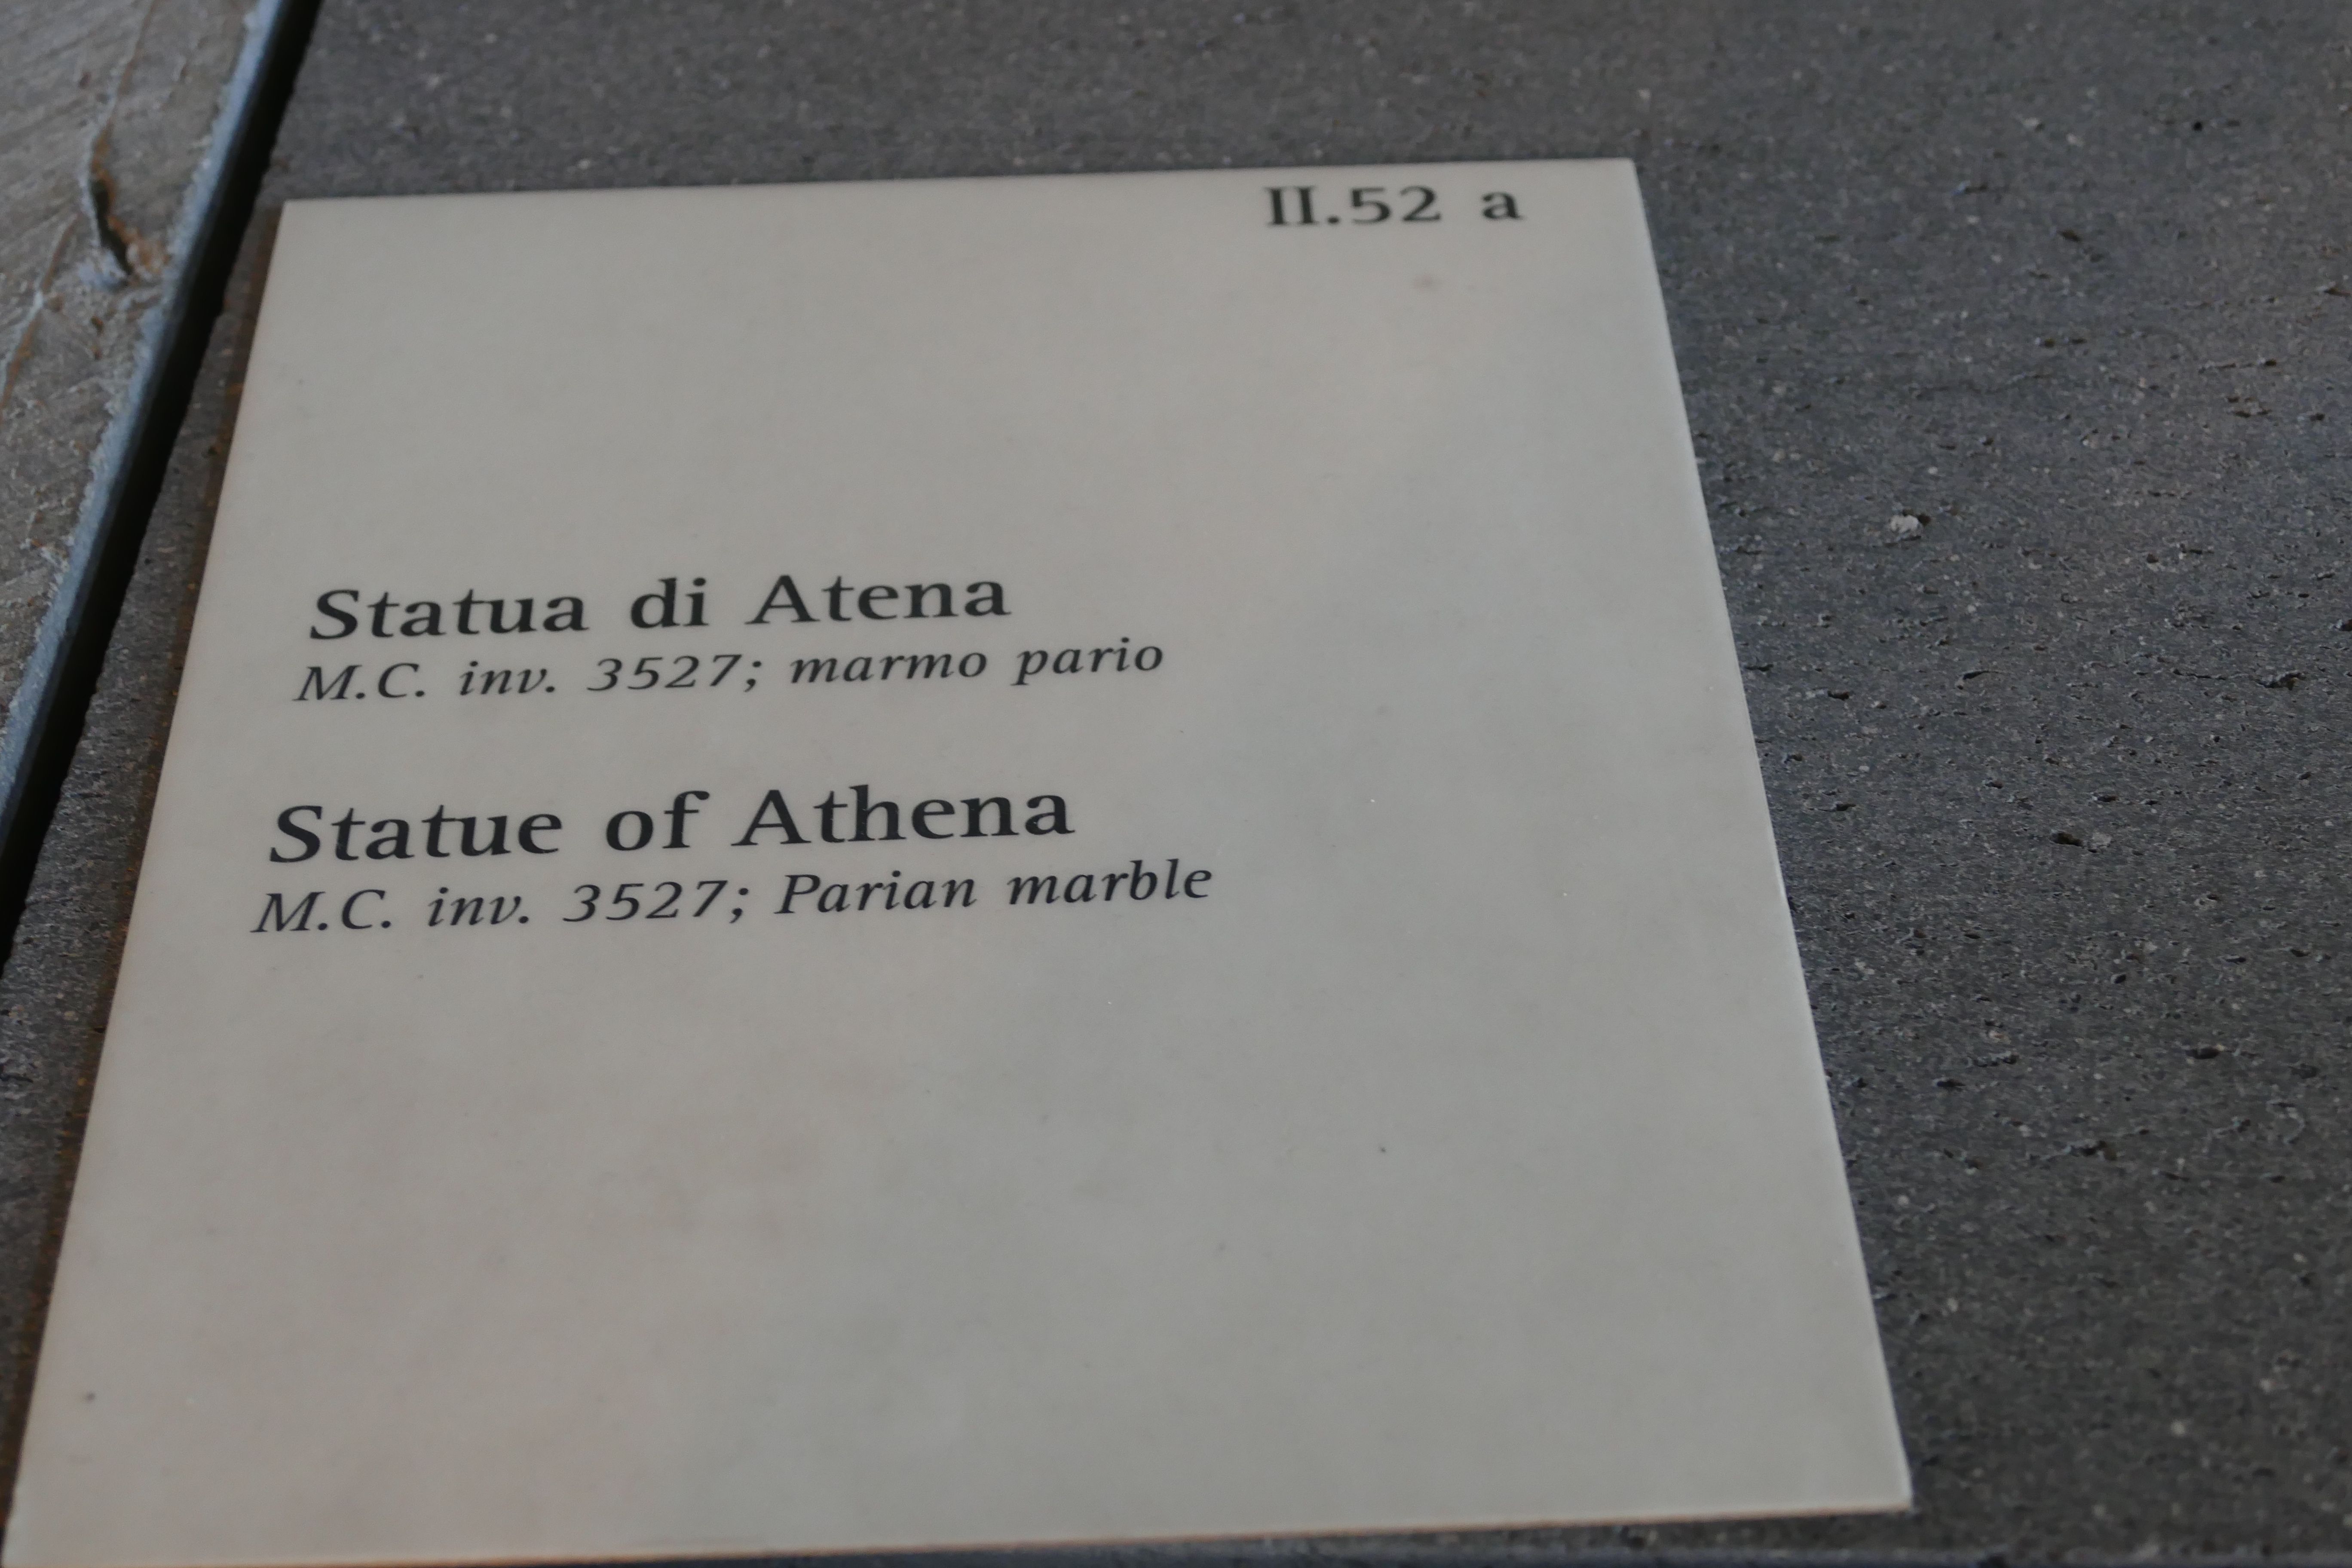 II.52 a
Statua di Atena
M.C. inv. 3527; marmo pario
Statue of Athena
M.C. inv. 3527; Parian marble